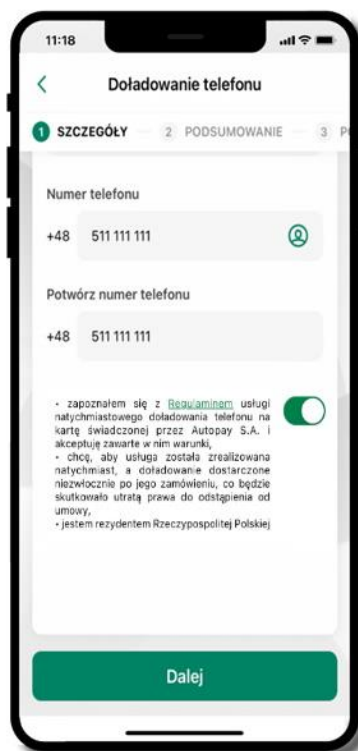 11:18
Doładowanie telefonu
1 SZCZEGÓŁY 2 PODSUMOWANIE 3
Numer telefonu
+48 511 111 111
Potwórz numer telefonu
+48 511 111 111
- zapoznałem się z Regulaminem usługi
natychmiastowego doładowania telefonu na
kartę świadczonej przez Autopay S.A. i
akceptuję zawarte w nim warunki,
- chcę, aby usługa została zrealizowana
natychmiast, a doładowanie dostarczone
niezwłocznie po jego zamówieniu, co będzie
skutkowało utratą prawa do odstąpienia od
umowy,
- jestem rezydentem Rzeczypospolitej Polskiej
Dalej